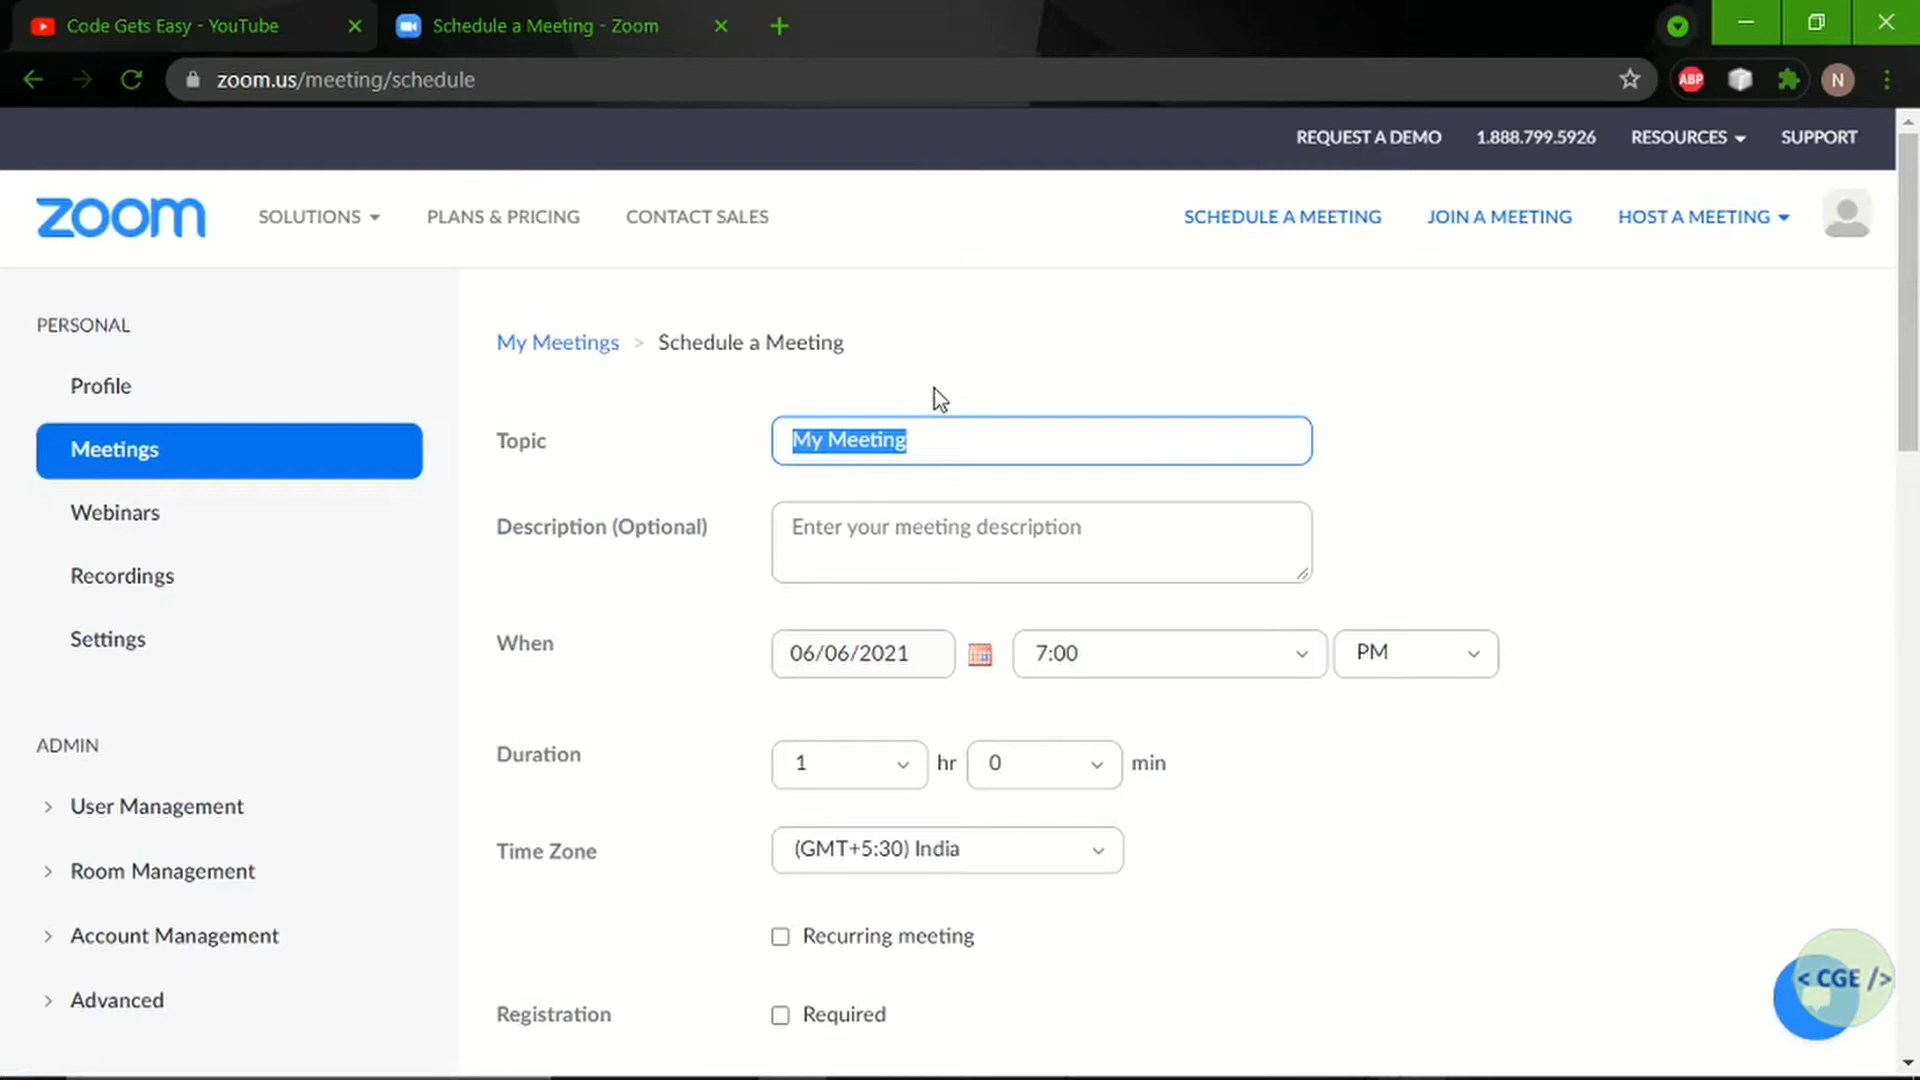 Code Gets Easy - YouTube
Schedule a Meeting - Zoom
zoom.us/meeting/schedule
ABP
N
REQUEST A DEMO 1.888.799.5926 RESOURCES SUPPORT
zoom SOLUTIONS PLANS & PRICING CONTACT SALES SCHEDULE A MEETING JOIN A MEETING HOST A MEETING
PERSONAL
Profile
Meetings
Webinars
Recordings
Settings
ADMIN
User Management
Room Management
Account Management
Advanced
My Meetings > Schedule a Meeting
Topic My Meeting
Description (Optional) Enter your meeting description
When 06/06/2021 7:00 PM
Duration 1 hr 0 min
Time Zone (GMT+5:30) India
Recurring meeting
Registration Required
< CGE />